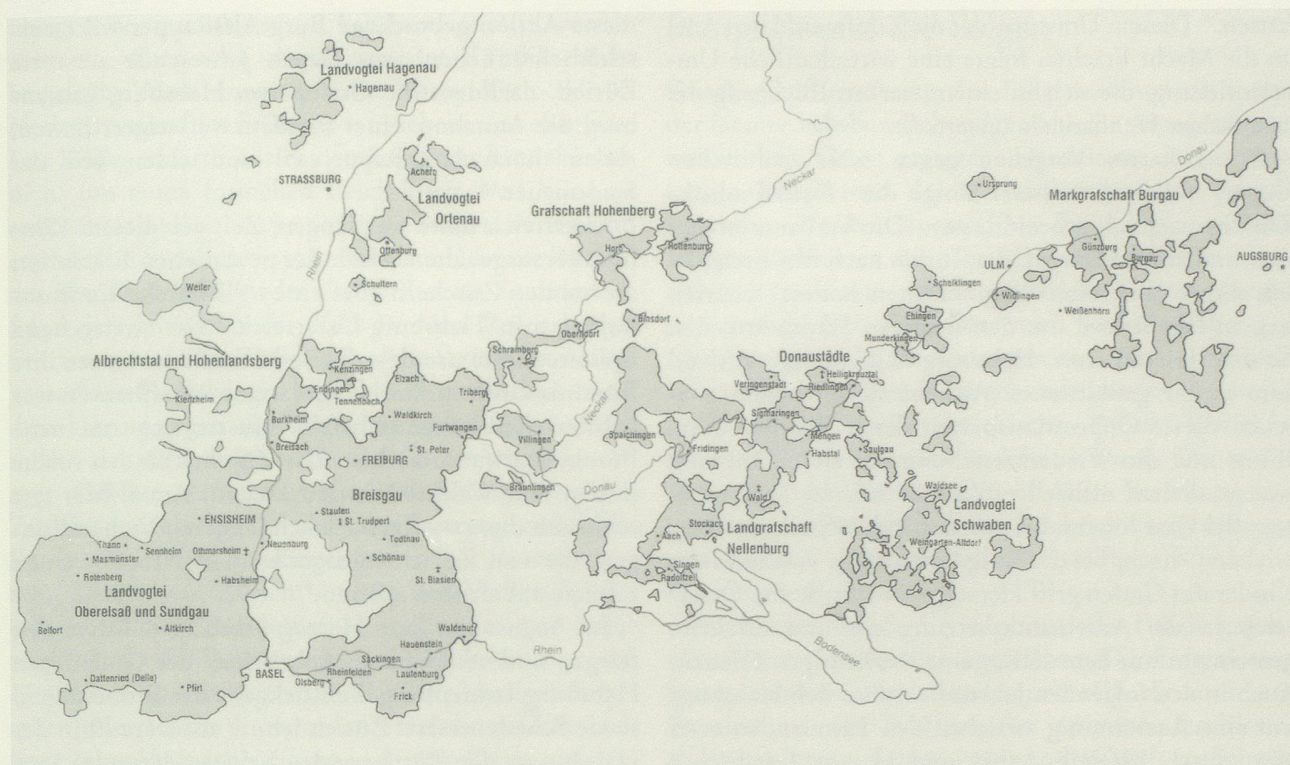 Landvogtei Hagenau
Hagenau
STRASSBURG
Achern
Landvogtei
Ortenau
Offenburg
Schuttern
Rhein
Weiler
Albrechtstal und Hohenlandsberg
Kientzheim
Kenzingen
Endingen
Tennenbach
Burkheim
Breisach
Elzach
Triberg
Waldkirch
Furtwangen
St. Peter
FREIBURG
Breisgau
Staufen
St. Trudpert
Todtnau
Schönau
St. Blasien
ENSISHEIM
Othmarsheim
Neuenburg
Habsheim
Thann
Sennheim
Masmünster
Rotenberg
Landvogtei
Oberelsaß und Sundgau
Belfort
Altkirch
Dattenried (Delle)
Pfirt
BASEL
Olsberg
Rheinfelden
Säckingen
Hauenstein
Waldshut
Laufenburg
Frick
Rhein
Grafschaft Hohenberg
Horb
Rottenburg
Neckar
Binsdorf
Oberndorf
Schramberg
Neckar
Villingen
Bräunlingen
Donau
Spaichingen
Fridingen
Donaustädte
Veringenstadt
Heiligkreuztal
Riedlingen
Sigmaringen
Mengen
Habstal
Saulgau
Wald
Stockach
Aach
Landgrafschaft
Nellenburg
Singen
Radolfzell
Bodensee
Waldsee
Landvogtei
Schwaben
Weingarten-Altdorf
Ursprung
Markgrafschaft Burgau
Donau
Günzburg
Burgau
AUGSBURG
ULM
Schelklingen
Wiblingen
Weißenhorn
Ehingen
Munderkingen